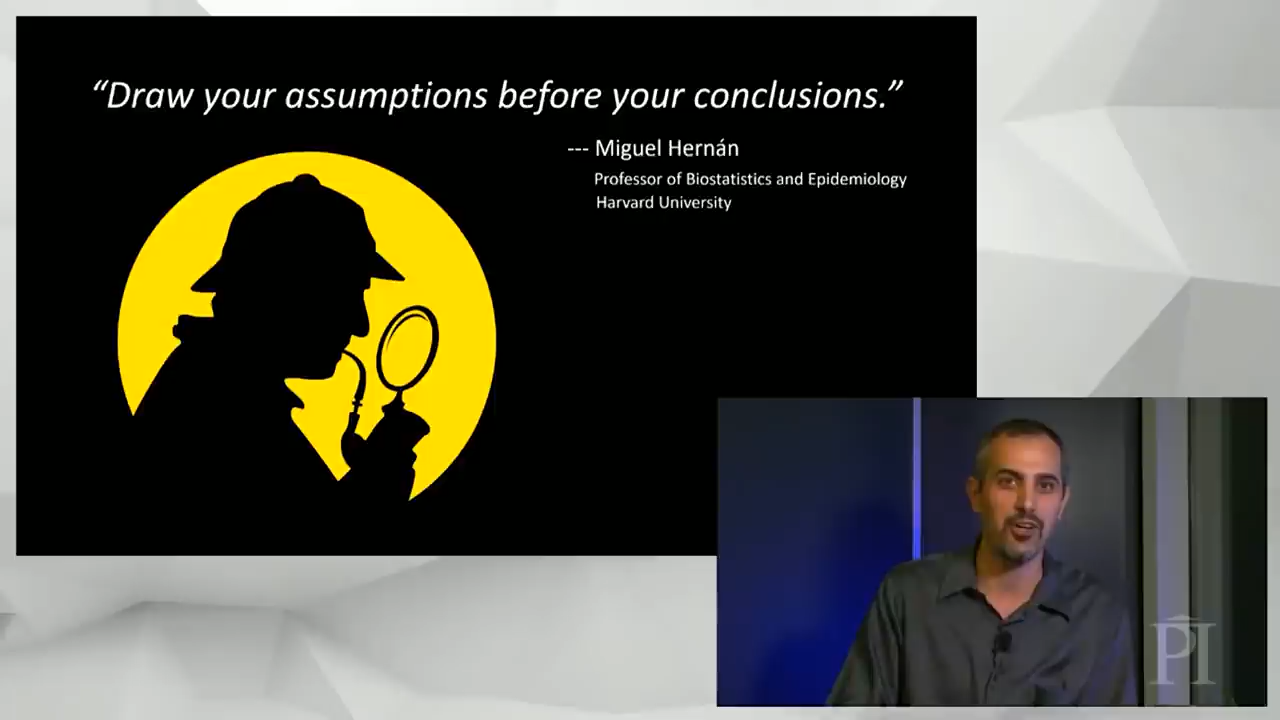 “Draw your assumptions before your conclusions.”
--- Miguel Hernán
Professor of Biostatistics and Epidemiology
Harvard University
PI